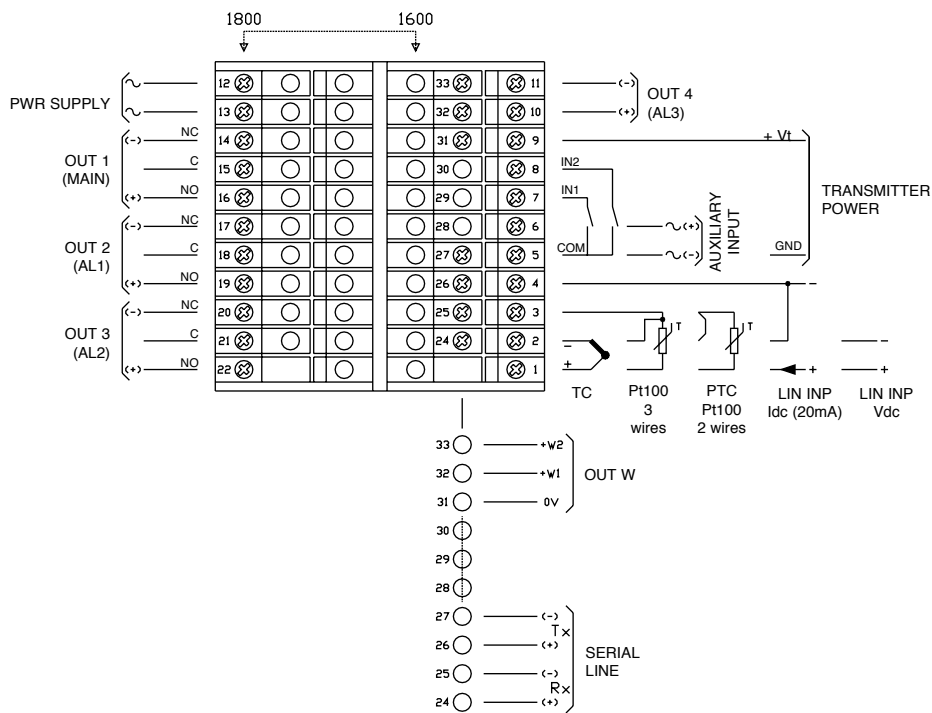 1800 1600
PWR SUPPLY
OUT 1
(MAIN)
OUT 2
(AL1)
OUT 3
(AL2)
(-) NC
C
(+) NO
(-) NC
C
(+) NO
(-) NC
C
(+) NO
12 33 11
13 32 10
14 31 9
15 30 8
16 29 7
17 28 6
18 27 5
19 26 4
20 25 3
21 24 2
22 1
(-)
(+)
OUT 4
(AL3)
+ Vt
IN2
IN1
COM
(+)
(-)
AUXILIARY
INPUT
GND
TRANSMITTER
POWER
-
- T T - -
+ + +
TC
Pt100
3
wires
PTC
Pt100
2 wires
LIN INP
Idc (20mA)
LIN INP
Vdc
33 +W2
32 +W1
31 0V
OUT W
30
29
28
27 (-)
Tx
26 (+)
25 (-)
Rx
24 (+)
SERIAL
LINE